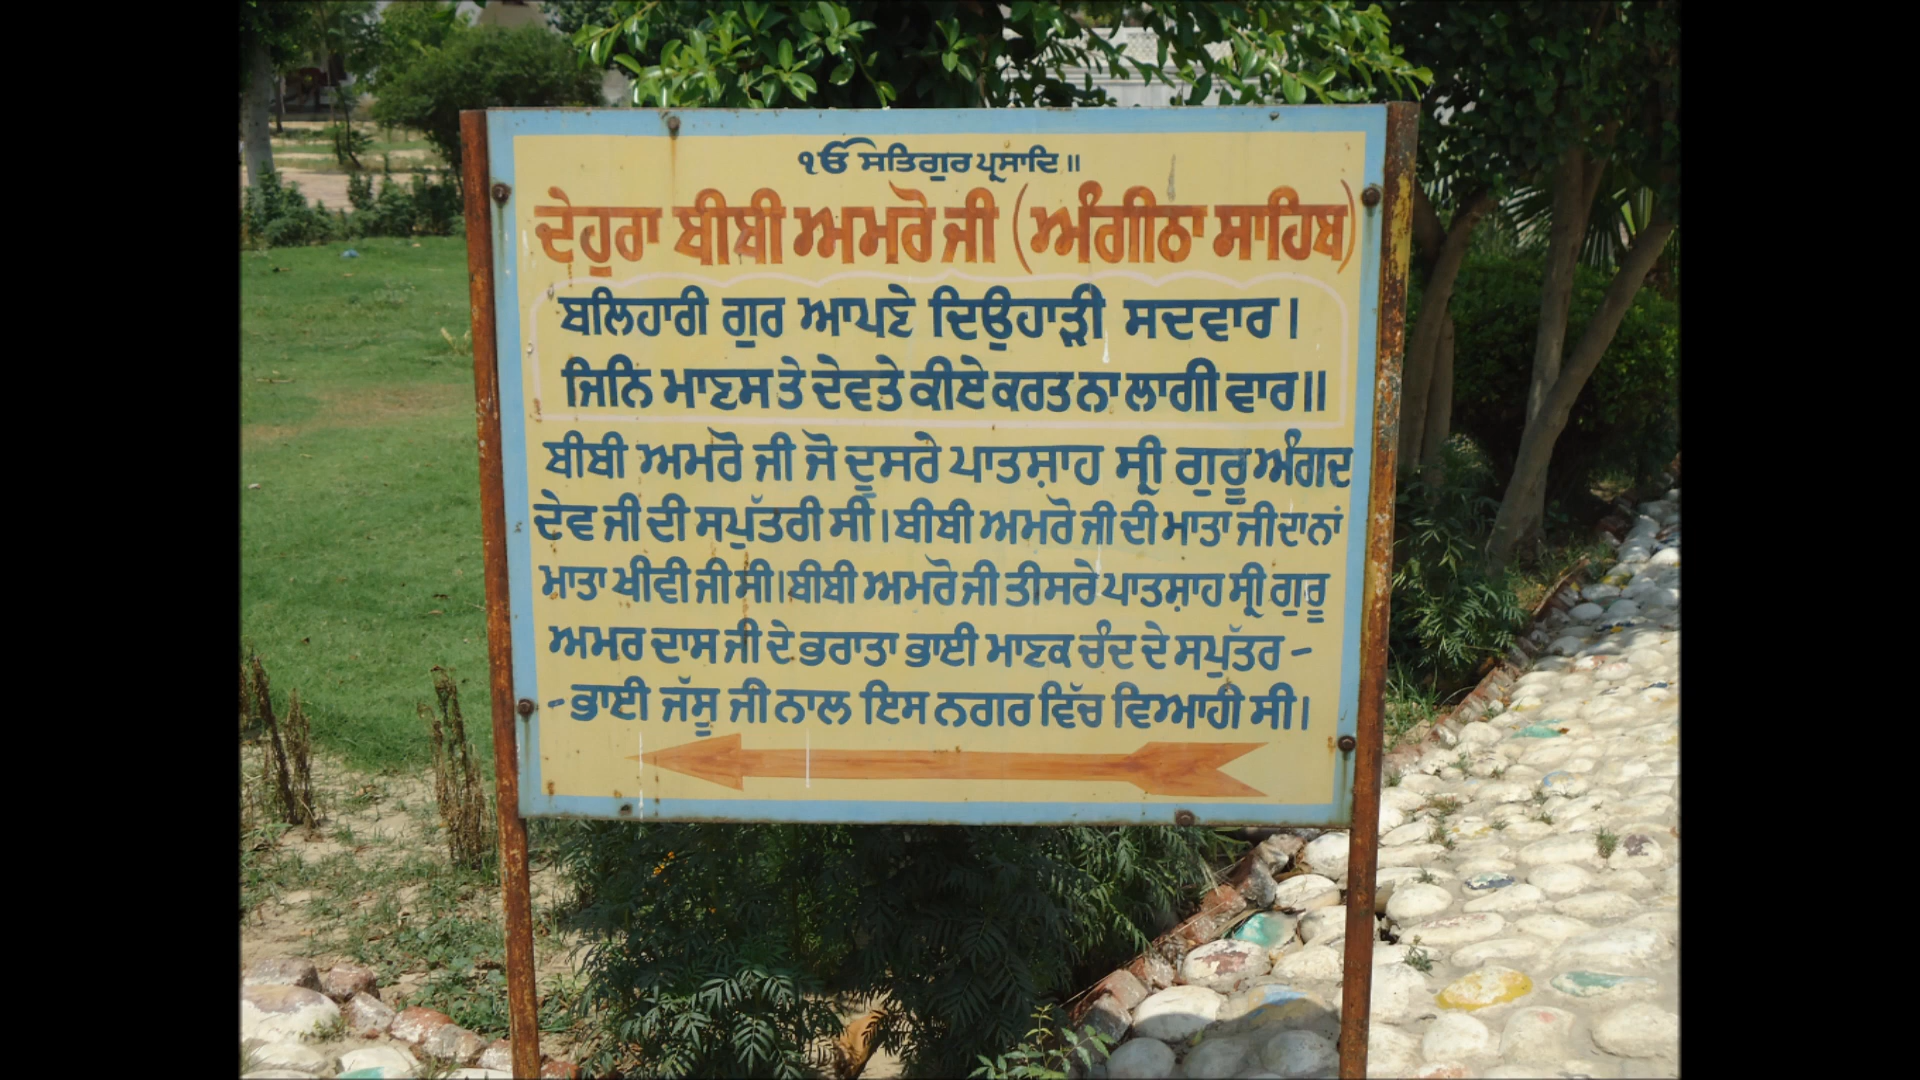 ੴ ਸਤਿਗੁਰ ਪ੍ਰਸਾਦਿ॥
ਦੇਹੁਰਾ ਬੀਬੀ ਅਮਰੋ ਜੀ (ਅੰਗੀਠਾ ਸਾਹਿਬ)
ਬਲਿਹਾਰੀ ਗੁਰ ਆਪਣੇ ਦਿਉਹਾੜੀ ਸਦਵਾਰ।
ਜਿਨਿ ਮਾਣਸ ਤੇ ਦੇਵਤੇ ਕੀਏ ਕਰਤ ਨਾ ਲਾਗੀ ਵਾਰ॥
ਬੀਬੀ ਅਮਰੋ ਜੀ ਜੋ ਦੂਸਰੇ ਪਾਤਸ਼ਾਹ ਸ੍ਰੀ ਗੁਰੂ ਅੰਗਦ
ਦੇਵ ਜੀ ਦੀ ਸਪੁੱਤਰੀ ਸੀ।ਬੀਬੀ ਅਮਰੋ ਜੀ ਦੀ ਮਾਤਾ ਜੀ ਦਾ ਨਾਂ
ਮਾਤਾ ਖੀਵੀ ਜੀ ਸੀ।ਬੀਬੀ ਅਮਰੋ ਜੀ ਤੀਸਰੇ ਪਾਤਸ਼ਾਹ ਸ੍ਰੀ ਗੁਰੂ
ਅਮਰ ਦਾਸ ਜੀ ਦੇ ਭਰਾਤਾ ਭਾਈ ਮਾਣਕ ਚੰਦ ਦੇ ਸਪੁੱਤਰ -
- ਭਾਈ ਜੱਸੂ ਜੀ ਨਾਲ ਇਸ ਨਗਰ ਵਿੱਚ ਵਿਆਹੀ ਸੀ।